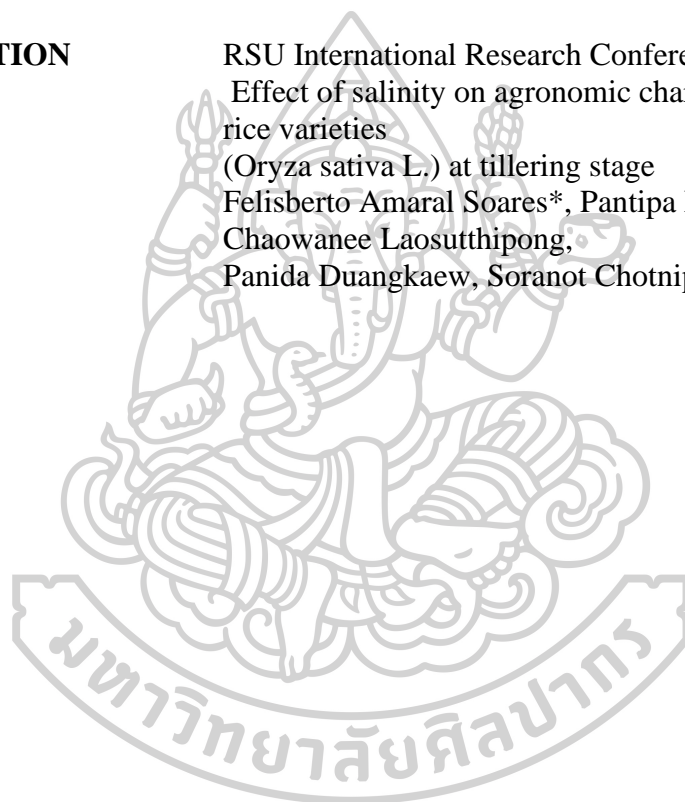 TION RSU International Research Confere
Effect of salinity on agronomic char
rice varieties
(Oryza sativa L.) at tillering stage
Felisberto Amaral Soares*, Pantipa
Chaowanee Laosutthipong,
Panida Duangkaew, Soranot Chotnip
มหาวิทยาลัยศิลปากร